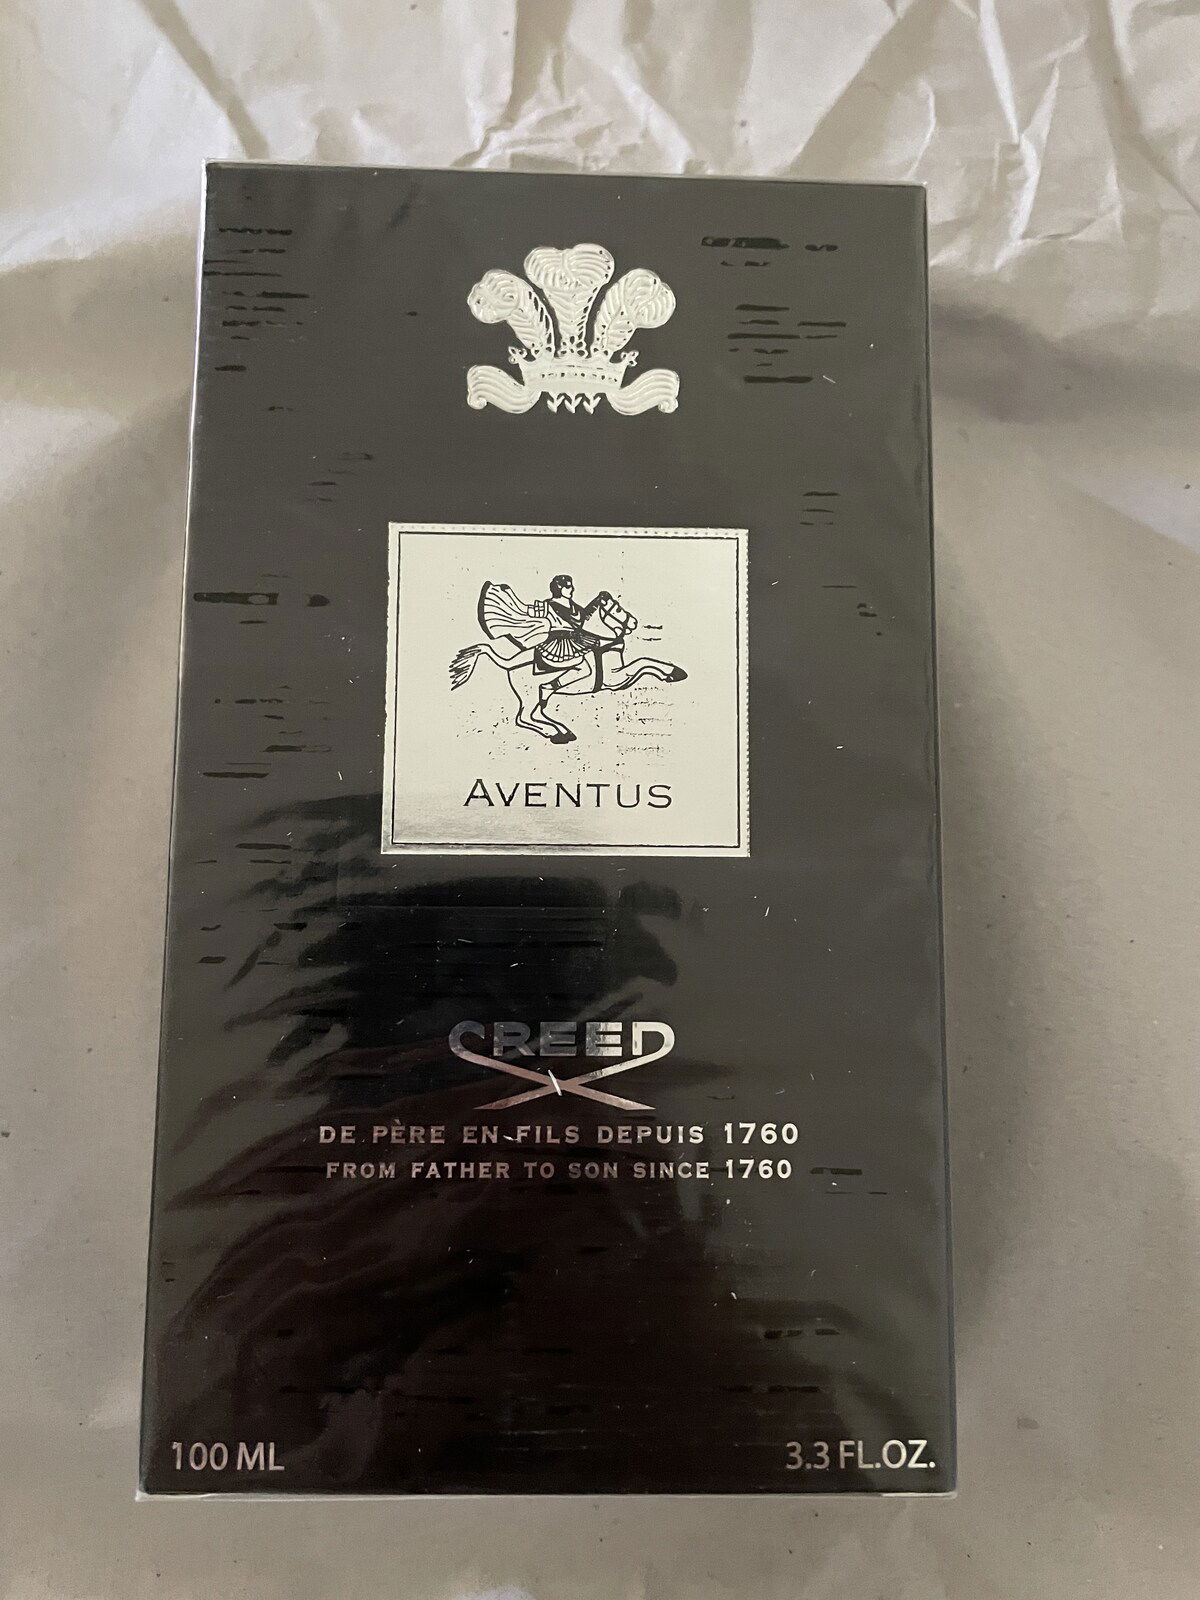 AVENTUS
CREED
DE PÈRE EN FILS DEPUIS 1760
FROM FATHER TO SON SINCE 1760
100 ML
3.3 FL.OZ.